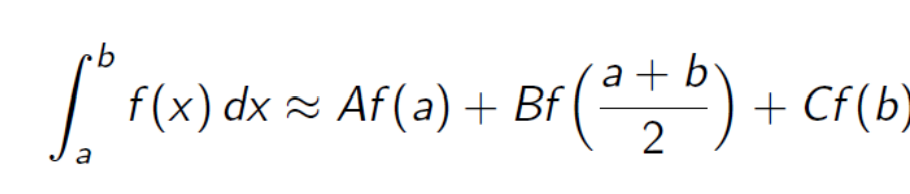 ∫_a^b f(x) dx ≈ Af(a) + Bf((a + b)/2) + Cf(b)